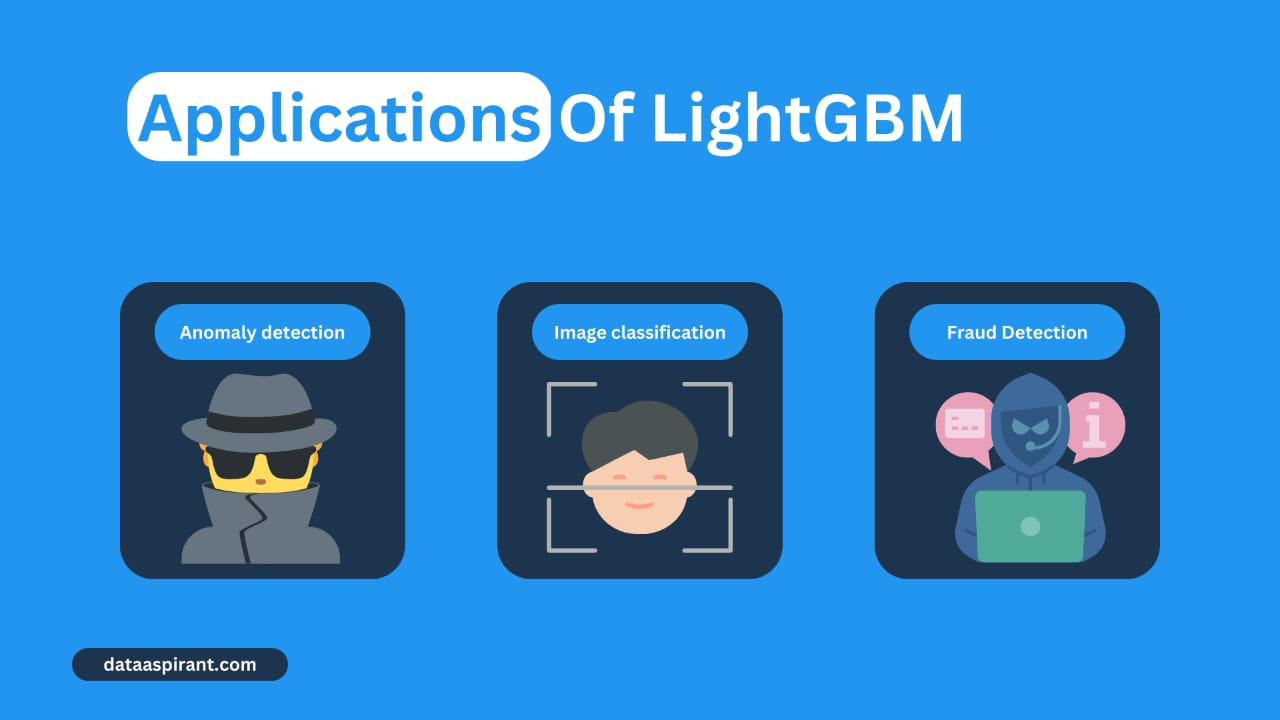 Applications Of LightGBM
Anomaly detection
Image classification
Fraud Detection
i
dataaspirant.com